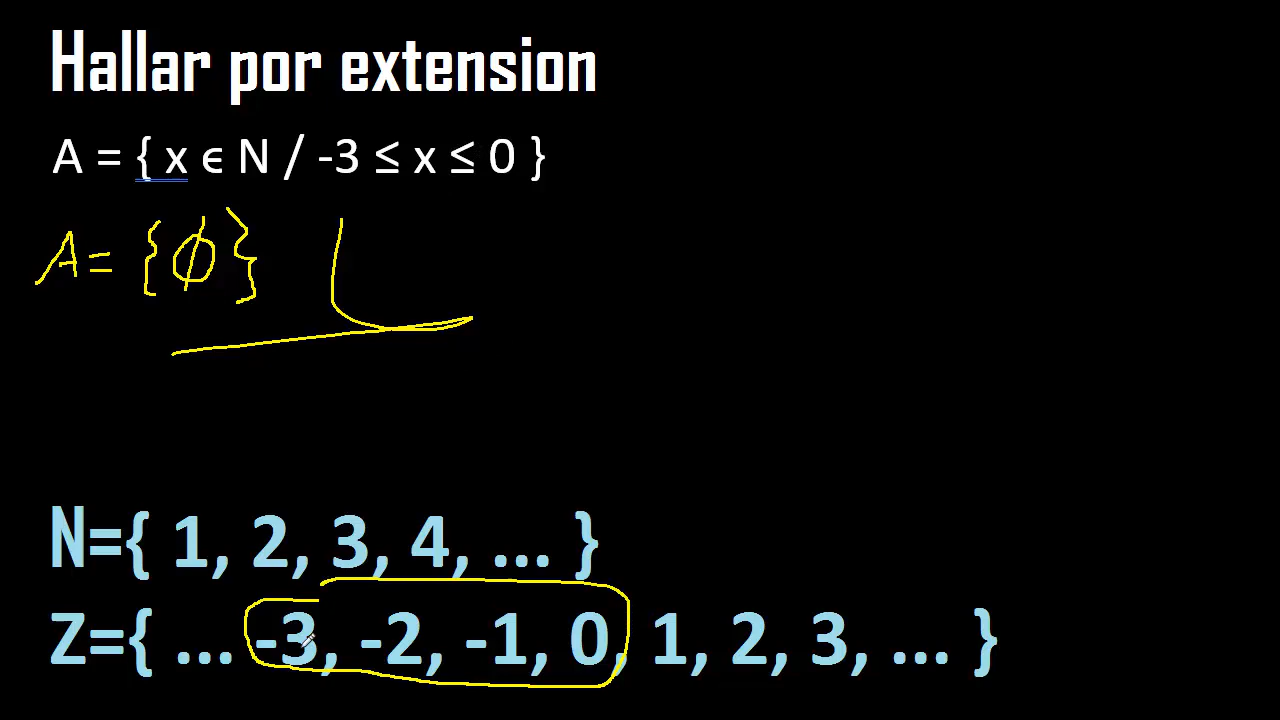 Hallar por extension
A = { x ϵ N / -3 ≤ x ≤ 0 }
A = {ϕ}
N={ 1, 2, 3, 4, ... }
Z={ ... -3, -2, -1, 0, 1, 2, 3, ... }